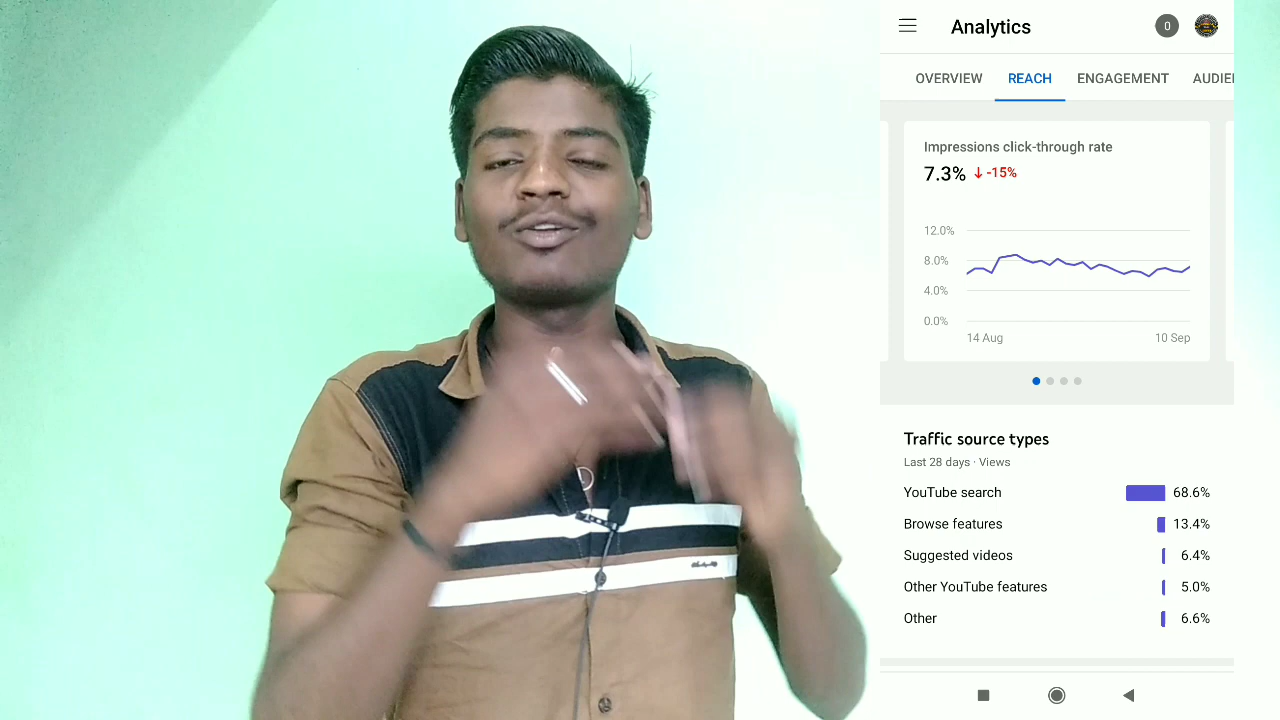 Analytics
0
OVERVIEW REACH ENGAGEMENT AUDIE
Impressions click-through rate
7.3% ↓ -15%
12.0%
8.0%
4.0%
0.0%
14 Aug 10 Sep
Traffic source types
Last 28 days · Views
YouTube search 68.6%
Browse features 13.4%
Suggested videos 6.4%
Other YouTube features 5.0%
Other 6.6%